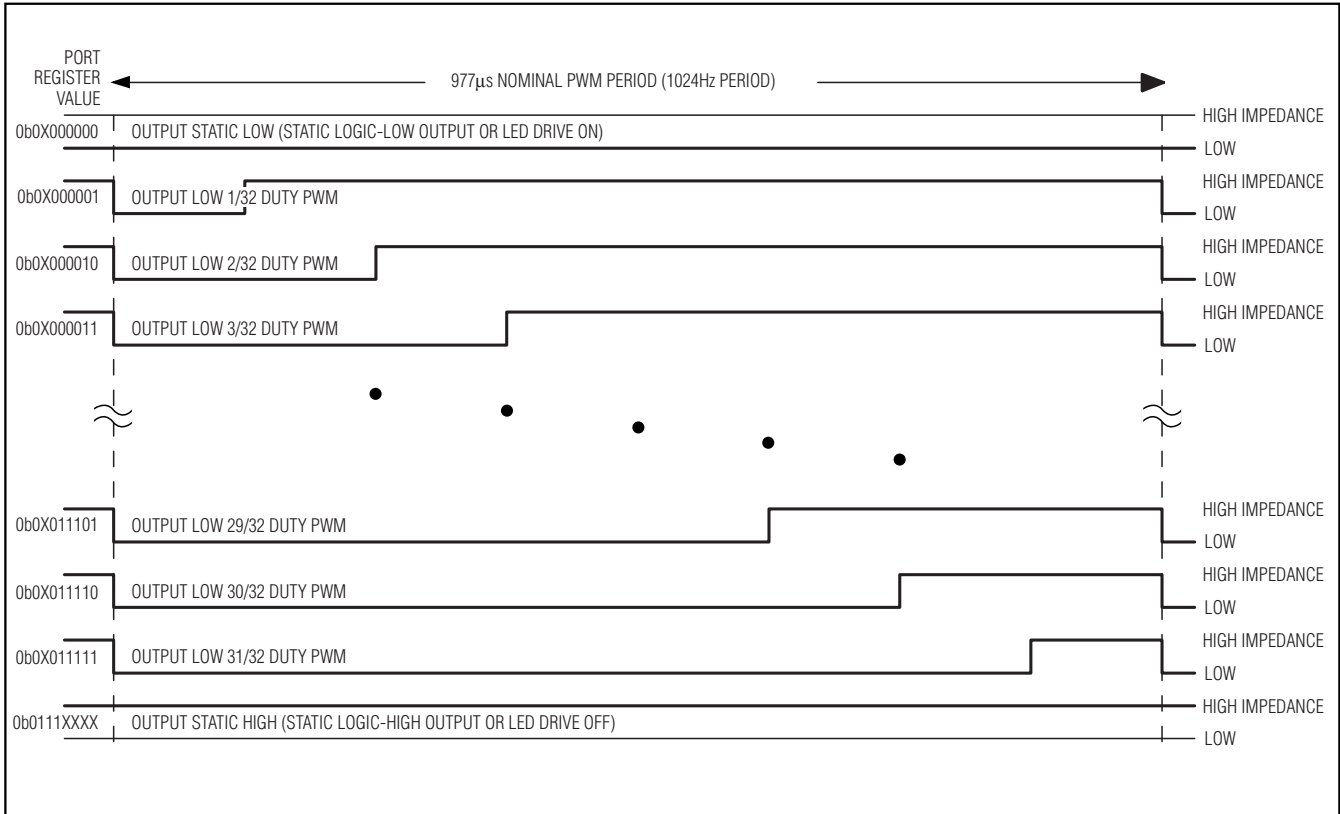 PORT
REGISTER
VALUE
977μs NOMINAL PWM PERIOD (1024Hz PERIOD)
0b0X000000 OUTPUT STATIC LOW (STATIC LOGIC-LOW OUTPUT OR LED DRIVE ON) HIGH IMPEDANCE
LOW
0b0X000001 OUTPUT LOW 1/32 DUTY PWM HIGH IMPEDANCE
LOW
0b0X000010 OUTPUT LOW 2/32 DUTY PWM HIGH IMPEDANCE
LOW
0b0X000011 OUTPUT LOW 3/32 DUTY PWM HIGH IMPEDANCE
LOW
0b0X011101 OUTPUT LOW 29/32 DUTY PWM HIGH IMPEDANCE
LOW
0b0X011110 OUTPUT LOW 30/32 DUTY PWM HIGH IMPEDANCE
LOW
0b0X011111 OUTPUT LOW 31/32 DUTY PWM HIGH IMPEDANCE
LOW
0b0111XXXX OUTPUT STATIC HIGH (STATIC LOGIC-HIGH OUTPUT OR LED DRIVE OFF) HIGH IMPEDANCE
LOW